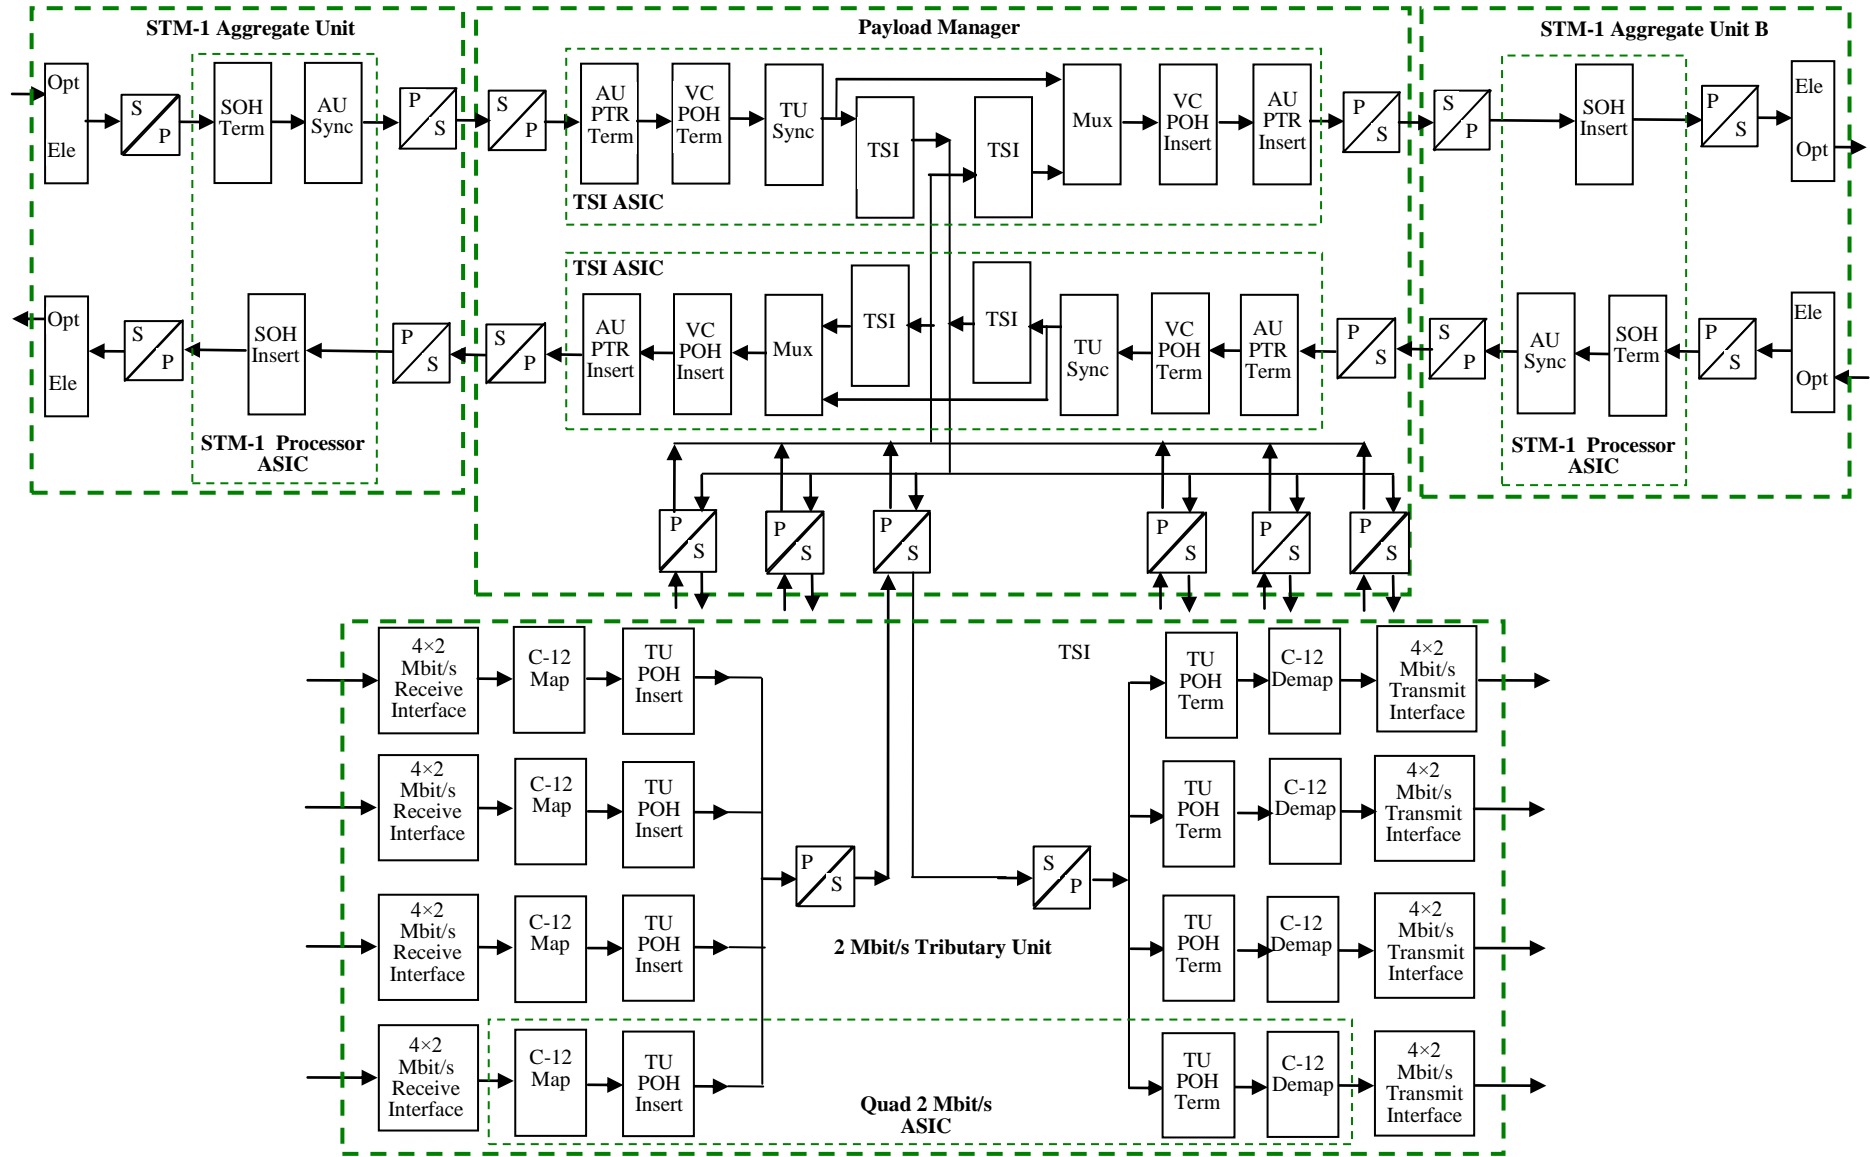 STM-1 Aggregate Unit
Payload Manager
STM-1 Aggregate Unit B
Opt
Ele
S
P
SOH
Term
AU
Sync
P
S
S
P
AU
PTR
Term
VC
POH
Term
TU
Sync
TSI
TSI
Mux
VC
POH
Insert
AU
PTR
Insert
P
S
S
P
SOH
Insert
P
S
Ele
Opt
TSI ASIC
TSI ASIC
Opt
Ele
S
P
SOH
Insert
P
S
S
P
AU
PTR
Insert
VC
POH
Insert
Mux
TSI
TSI
TU
Sync
VC
POH
Term
AU
PTR
Term
P
S
S
P
AU
Sync
SOH
Term
P
S
Ele
Opt
STM-1 Processor
ASIC
STM-1 Processor
ASIC
P
S
P
S
P
S
P
S
P
S
P
S
4×2
Mbit/s
Receive
Interface
C-12
Map
TU
POH
Insert
TSI
TU
POH
Term
C-12
Demap
4×2
Mbit/s
Transmit
Interface
4×2
Mbit/s
Receive
Interface
C-12
Map
TU
POH
Insert
TU
POH
Term
C-12
Demap
4×2
Mbit/s
Transmit
Interface
P
S
S
P
4×2
Mbit/s
Receive
Interface
C-12
Map
TU
POH
Insert
2 Mbit/s Tributary Unit
TU
POH
Term
C-12
Demap
4×2
Mbit/s
Transmit
Interface
4×2
Mbit/s
Receive
Interface
C-12
Map
TU
POH
Insert
Quad 2 Mbit/s
ASIC
TU
POH
Term
C-12
Demap
4×2
Mbit/s
Transmit
Interface